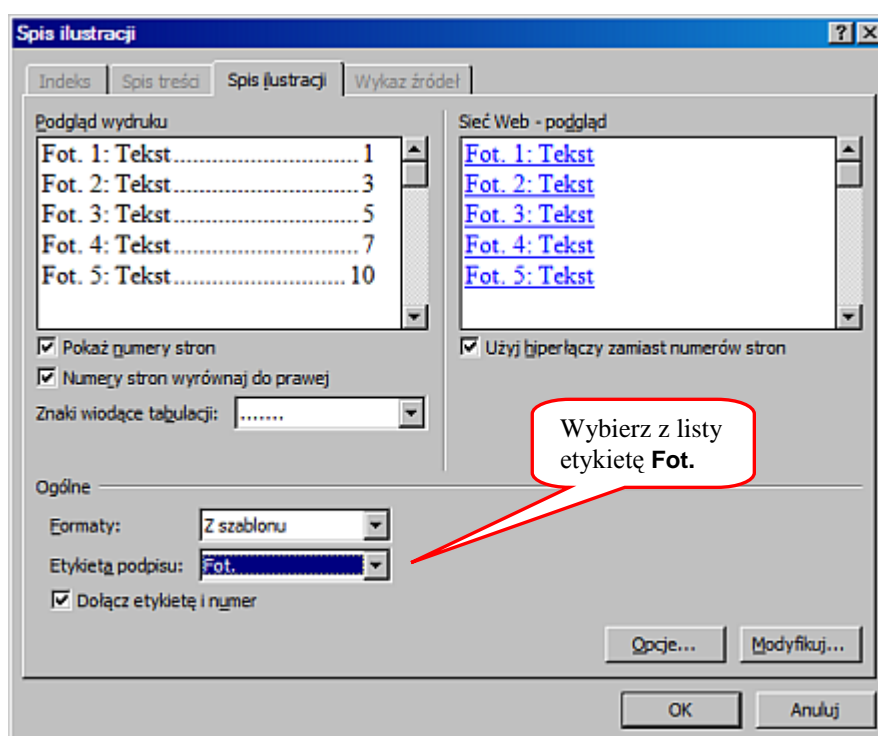 Spis ilustracji
Indeks Spis treści Spis ilustracji Wykaz źródeł
Podgląd wydruku
Fot. 1: Tekst.................................1
Fot. 2: Tekst.................................3
Fot. 3: Tekst.................................5
Fot. 4: Tekst.................................7
Fot. 5: Tekst...............................10
Pokaż numery stron
Numery stron wyrównaj do prawej
Znaki wiodące tabulacji: .......
Sieć Web - podgląd
Fot. 1: Tekst
Fot. 2: Tekst
Fot. 3: Tekst
Fot. 4: Tekst
Fot. 5: Tekst
Użyj hiperłączy zamiast numerów stron
Wybierz z listy
etykietę Fot.
Ogólne
Formaty: Z szablonu
Etykieta podpisu: Fot.
Dołącz etykietę i numer
Opcje... Modyfikuj...
OK Anuluj